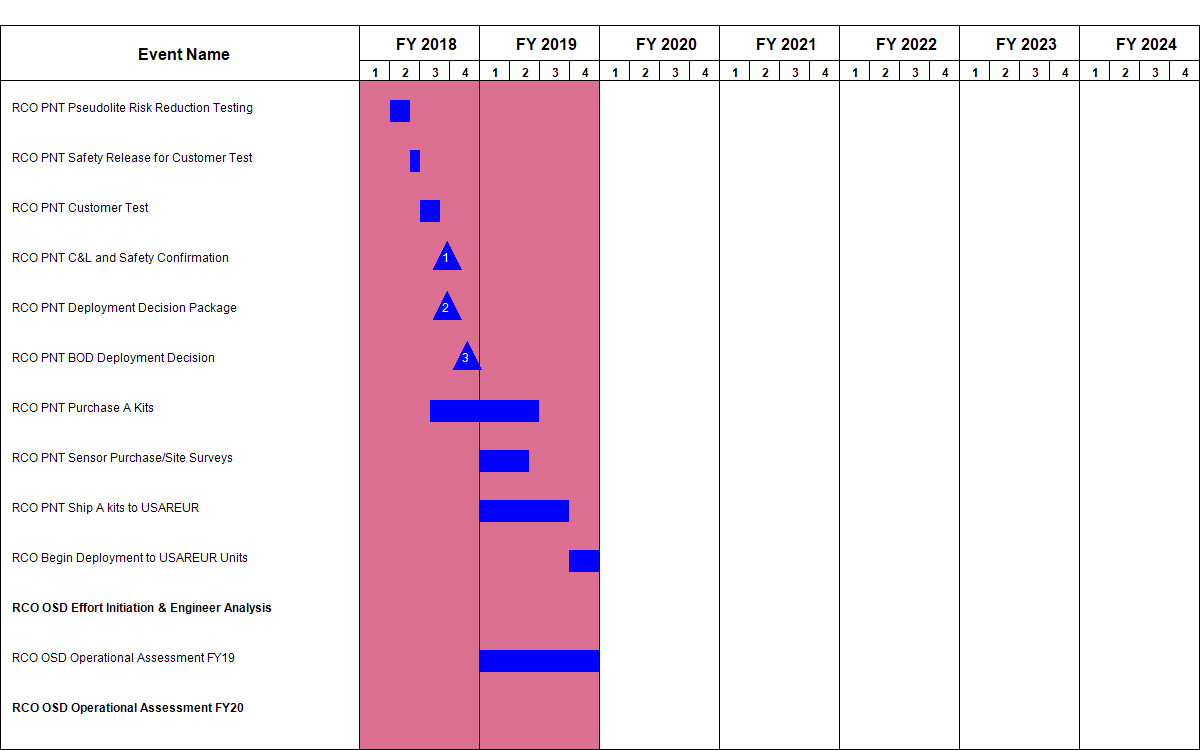 Event Name
FY 2018 FY 2019 FY 2020 FY 2021 FY 2022 FY 2023 FY 2024
1 2 3 4 1 2 3 4 1 2 3 4 1 2 3 4 1 2 3 4 1 2 3 4 1 2 3 4
RCO PNT Pseudolite Risk Reduction Testing
RCO PNT Safety Release for Customer Test
RCO PNT Customer Test
RCO PNT C&L and Safety Confirmation 1
RCO PNT Deployment Decision Package 2
RCO PNT BOD Deployment Decision 3
RCO PNT Purchase A Kits
RCO PNT Sensor Purchase/Site Surveys
RCO PNT Ship A kits to USAREUR
RCO Begin Deployment to USAREUR Units
RCO OSD Effort Initiation & Engineer Analysis
RCO OSD Operational Assessment FY19
RCO OSD Operational Assessment FY20